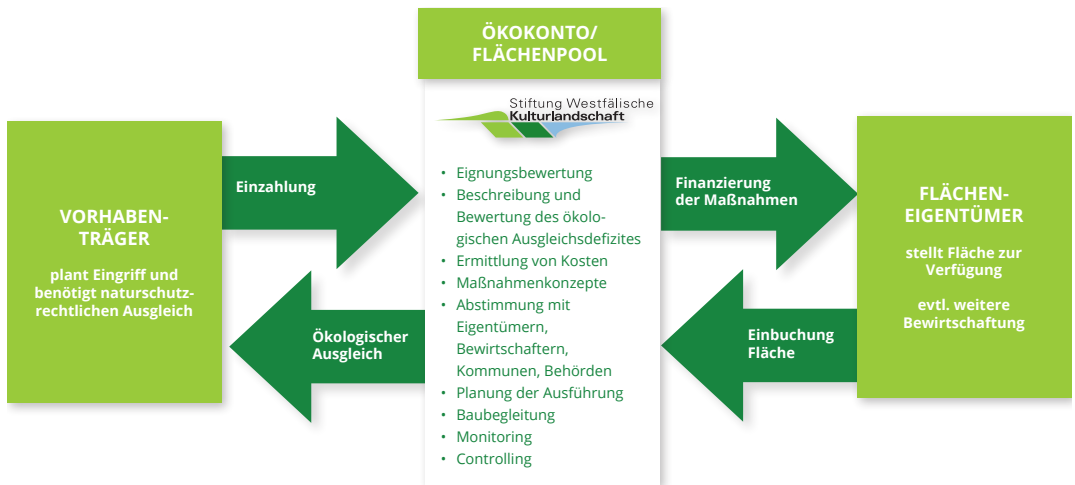 ÖKOKONTO/
FLÄCHENPOOL
Stiftung Westfälische
Kulturlandschaft
VORHABEN-
TRÄGER
plant Eingriff und
benötigt naturschutz-
rechtlichen Ausgleich
Einzahlung
Ökologischer
Ausgleich
• Eignungsbewertung
• Beschreibung und
Bewertung des ökolo-
gischen Ausgleichsdefizites
• Ermittlung von Kosten
• Maßnahmenkonzepte
• Abstimmung mit
Eigentümern,
Bewirtschaftern,
Kommunen, Behörden
• Planung der Ausführung
• Baubegleitung
• Monitoring
• Controlling
Finanzierung
der Maßnahmen
Einbuchung
Fläche
FLÄCHEN-
EIGENTÜMER
stellt Fläche zur
Verfügung
evtl. weitere
Bewirtschaftung